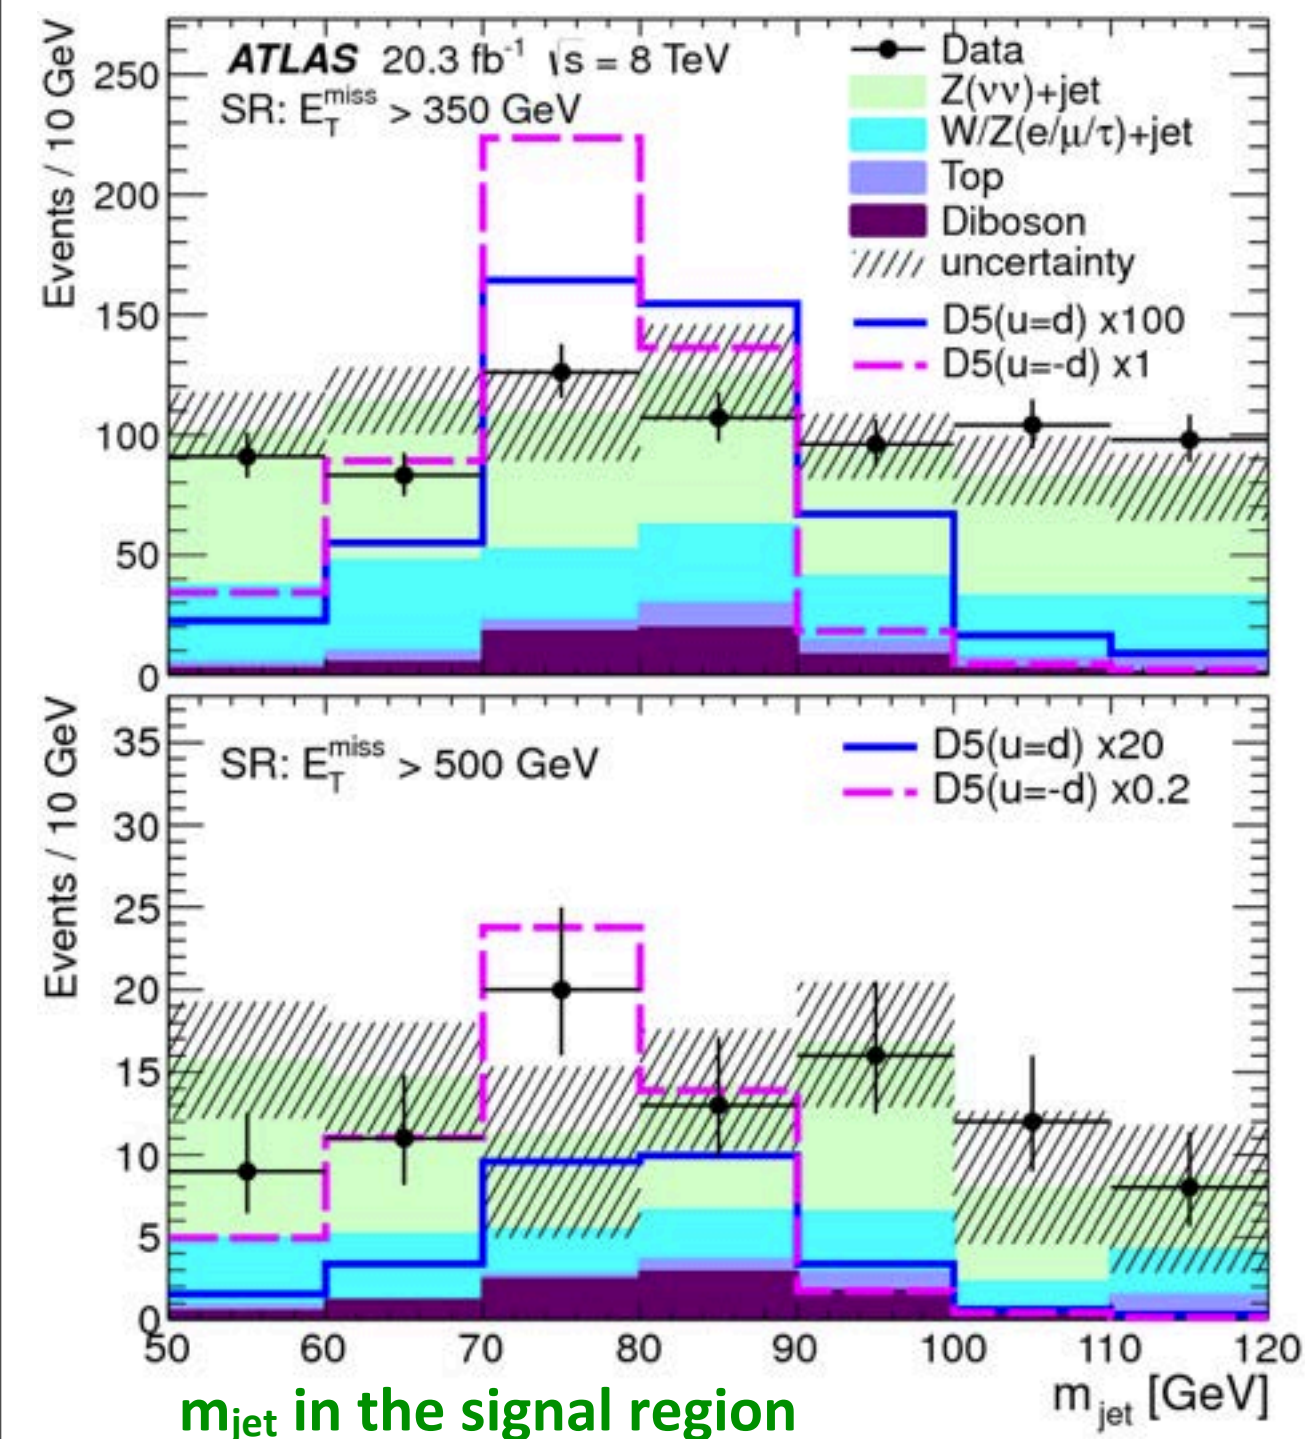 Events / 10 GeV
250
200
150
100
50
0
ATLAS 20.3 fb⁻¹ √s = 8 TeV
SR: E_T^miss > 350 GeV
Data
Z(νν)+jet
W/Z(e/μ/τ)+jet
Top
Diboson
uncertainty
D5(u=d) x100
D5(u=-d) x1
Events / 10 GeV
35
30
25
20
15
10
5
0
SR: E_T^miss > 500 GeV
D5(u=d) x20
D5(u=-d) x0.2
50 60 70 80 90 100 110 120
m_jet [GeV]
m_jet in the signal region